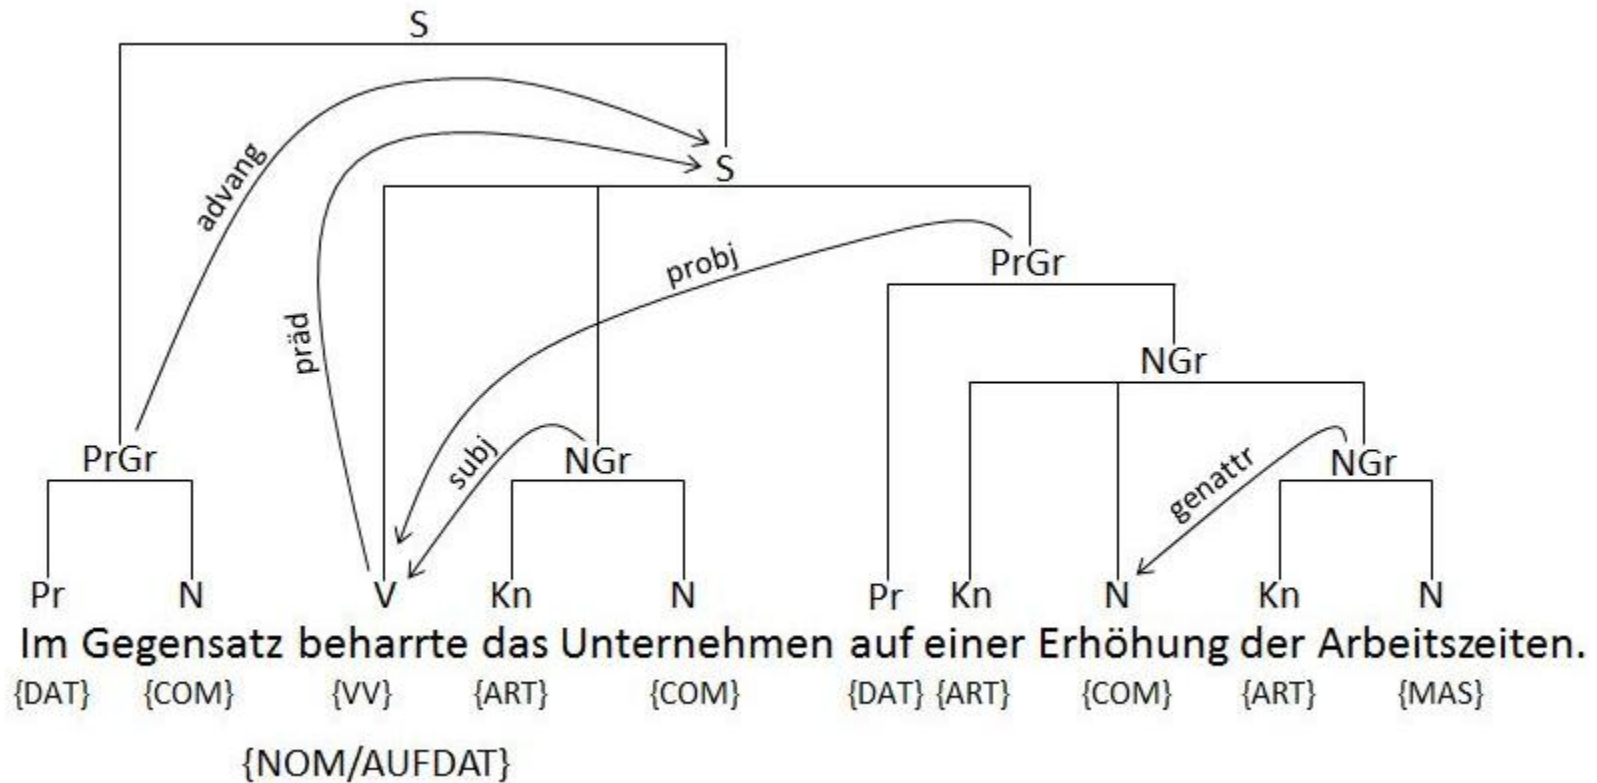 S
advang
S
probj
PrGr
präd
NGr
PrGr
subj
NGr
genattr
NGr
Pr N V Kn N Pr Kn N Kn N
Im Gegensatz beharrte das Unternehmen auf einer Erhöhung der Arbeitszeiten.
{DAT} {COM} {VV} {ART} {COM} {DAT} {ART} {COM} {ART} {MAS}
{NOM/AUFDAT}